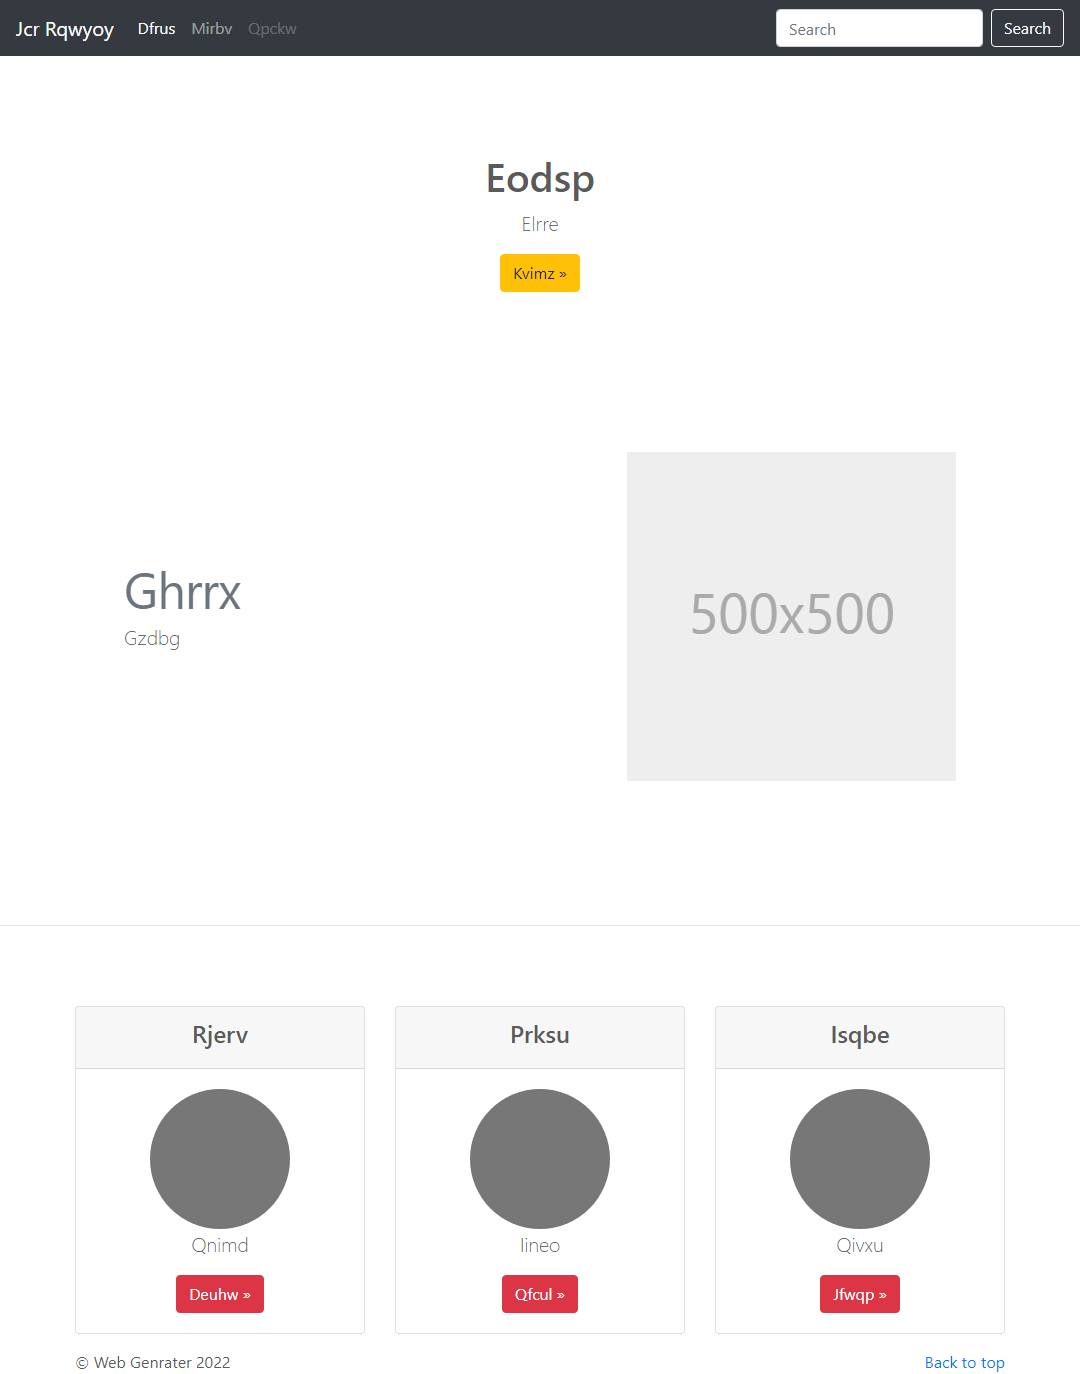 Jcr Rqwyoy Dfrus Mirbv Qpckw Search Search
Eodsp
Elrre
Kvimz »
Ghrrx
Gzdbg
500x500
Rjerv Prksu Isqbe
Qnimd Iineo Qivxu
Deuhw » Qfcul » Jfwqp »
© Web Genrater 2022 Back to top